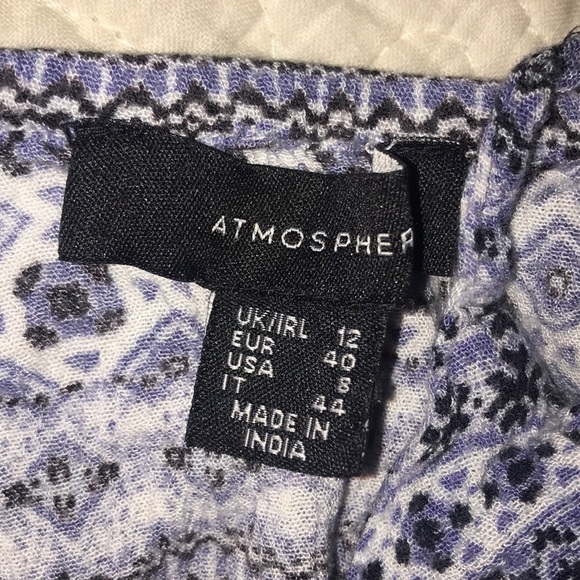 ATMOSPHER
UK/IRL 12
EUR 40
USA 8
IT 44
MADE IN
INDIA